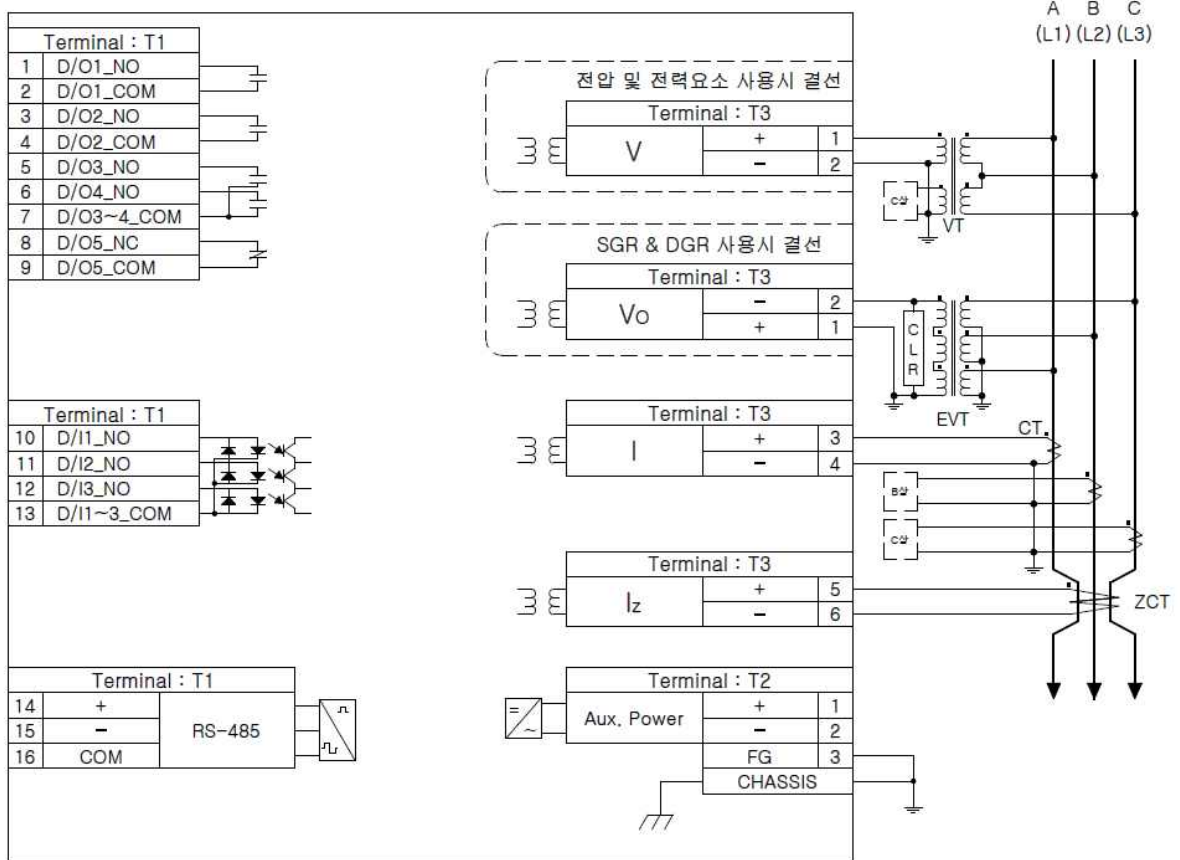 A B C
(L1) (L2) (L3)
Terminal : T1
1 D/O1_NO
2 D/O1_COM
3 D/O2_NO
4 D/O2_COM
5 D/O3_NO
6 D/O4_NO
7 D/O3~4_COM
8 D/O5_NC
9 D/O5_COM
전압 및 전력요소 사용시 결선
Terminal : T3
V
+ 1
- 2
C상
VT
SGR & DGR 사용시 결선
Terminal : T3
Vo
- 2
+ 1
C
L
R
EVT
Terminal : T1
10 D/I1_NO
11 D/I2_NO
12 D/I3_NO
13 D/I1~3_COM
Terminal : T3
I
+ 3
- 4
CT
B상
C상
Terminal : T3
Iz
+ 5
- 6
ZCT
Terminal : T1
14 +
15 -
16 COM
RS-485
Terminal : T2
Aux. Power
+ 1
- 2
FG 3
CHASSIS